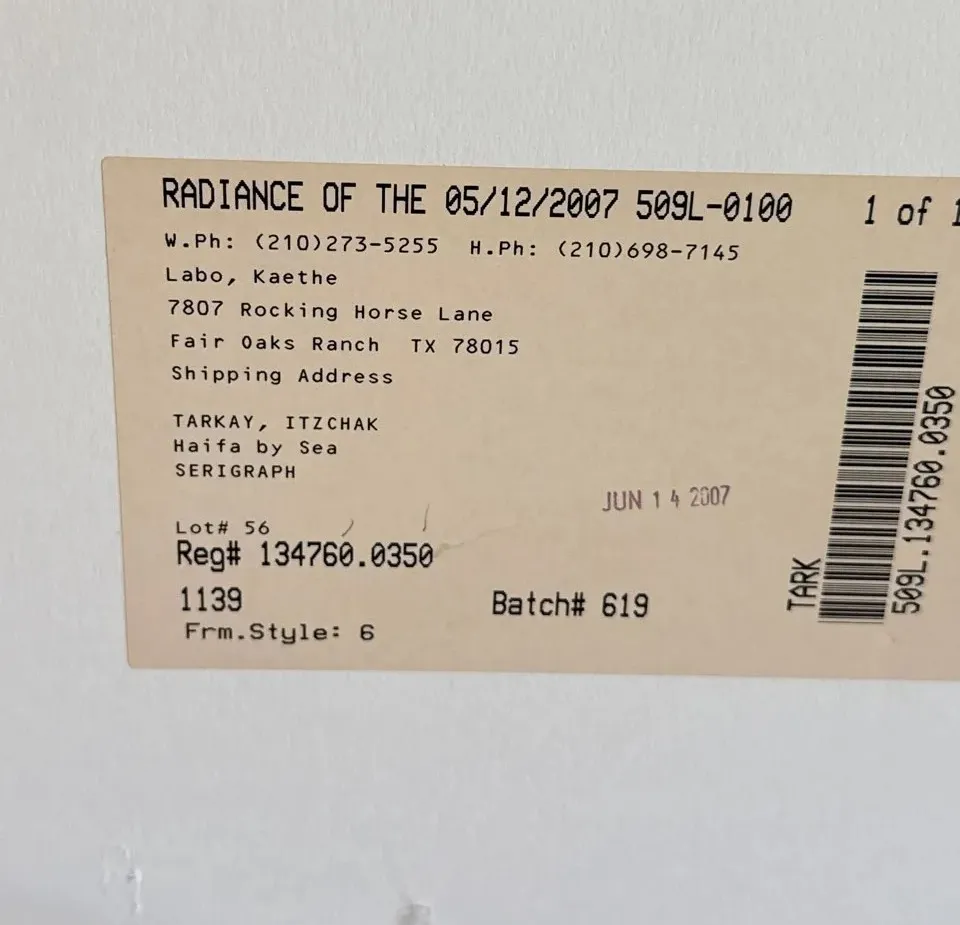 RADIANCE OF THE 05/12/2007 509L-0100 1 of 1
W.Ph: (210)273-5255 H.Ph: (210)698-7145
Labo, Kaethe
7807 Rocking Horse Lane
Fair Oaks Ranch TX 78015
Shipping Address
TARKAY, ITZCHAK
Haifa by Sea
SERIGRAPH
JUN 14 2007
Lot# 56
Reg# 134760.0350
1139
Batch# 619
Frm.Style: 6
TARK
509L.134760.0350